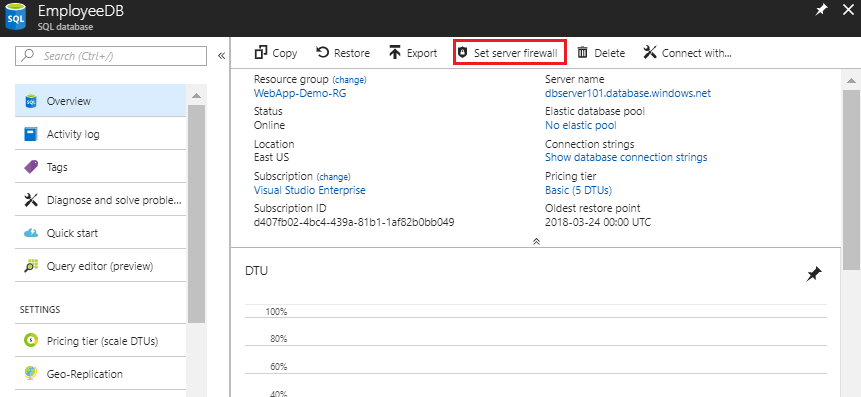 SQL
EmployeeDB
SQL database
Search (Ctrl+/)
Overview
Activity log
Tags
Diagnose and solve proble...
Quick start
Query editor (preview)
SETTINGS
Pricing tier (scale DTUs)
Geo-Replication
Copy Restore Export Set server firewall Delete Connect with...
Resource group (change)
WebApp-Demo-RG
Status
Online
Location
East US
Subscription (change)
Visual Studio Enterprise
Subscription ID
d407fb02-4bc4-439a-81b1-1af82b0bb049
Server name
dbserver101.database.windows.net
Elastic database pool
No elastic pool
Connection strings
Show database connection strings
Pricing tier
Basic (5 DTUs)
Oldest restore point
2018-03-24 00:00 UTC
DTU
100%
80%
60%
40%